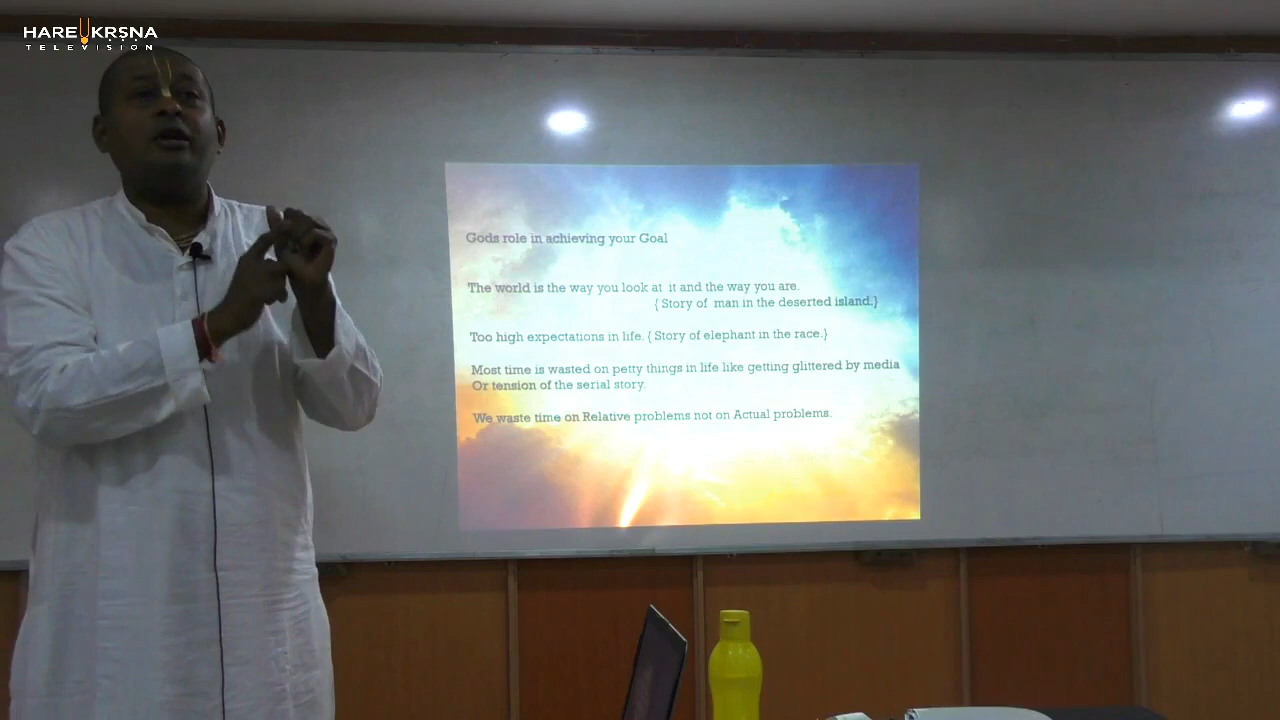 HARE KRSNA
TELEVISION
Gods role in achieving your Goal
The world is the way you look at it and the way you are.
{ Story of man in the deserted island.}
Too high expectations in life. { Story of elephant in the race.}
Most time is wasted on petty things in life like getting glittered by media
Or tension of the serial story.
We waste time on Relative problems not on Actual problems.